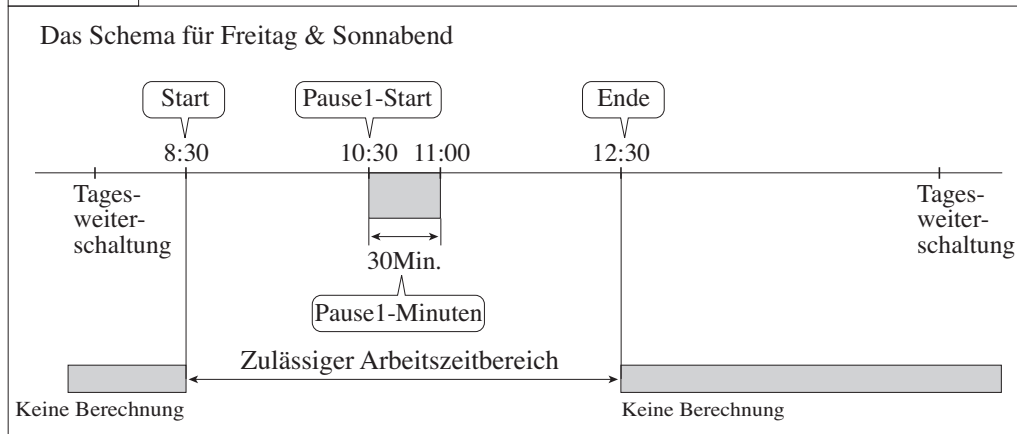 Das Schema für Freitag & Sonnabend
Start
Pause1-Start
Ende
8:30
10:30
11:00
12:30
Tages-
weiter-
schaltung
Tages-
weiter-
schaltung
30Min.
Pause1-Minuten
Zulässiger Arbeitszeitbereich
Keine Berechnung
Keine Berechnung